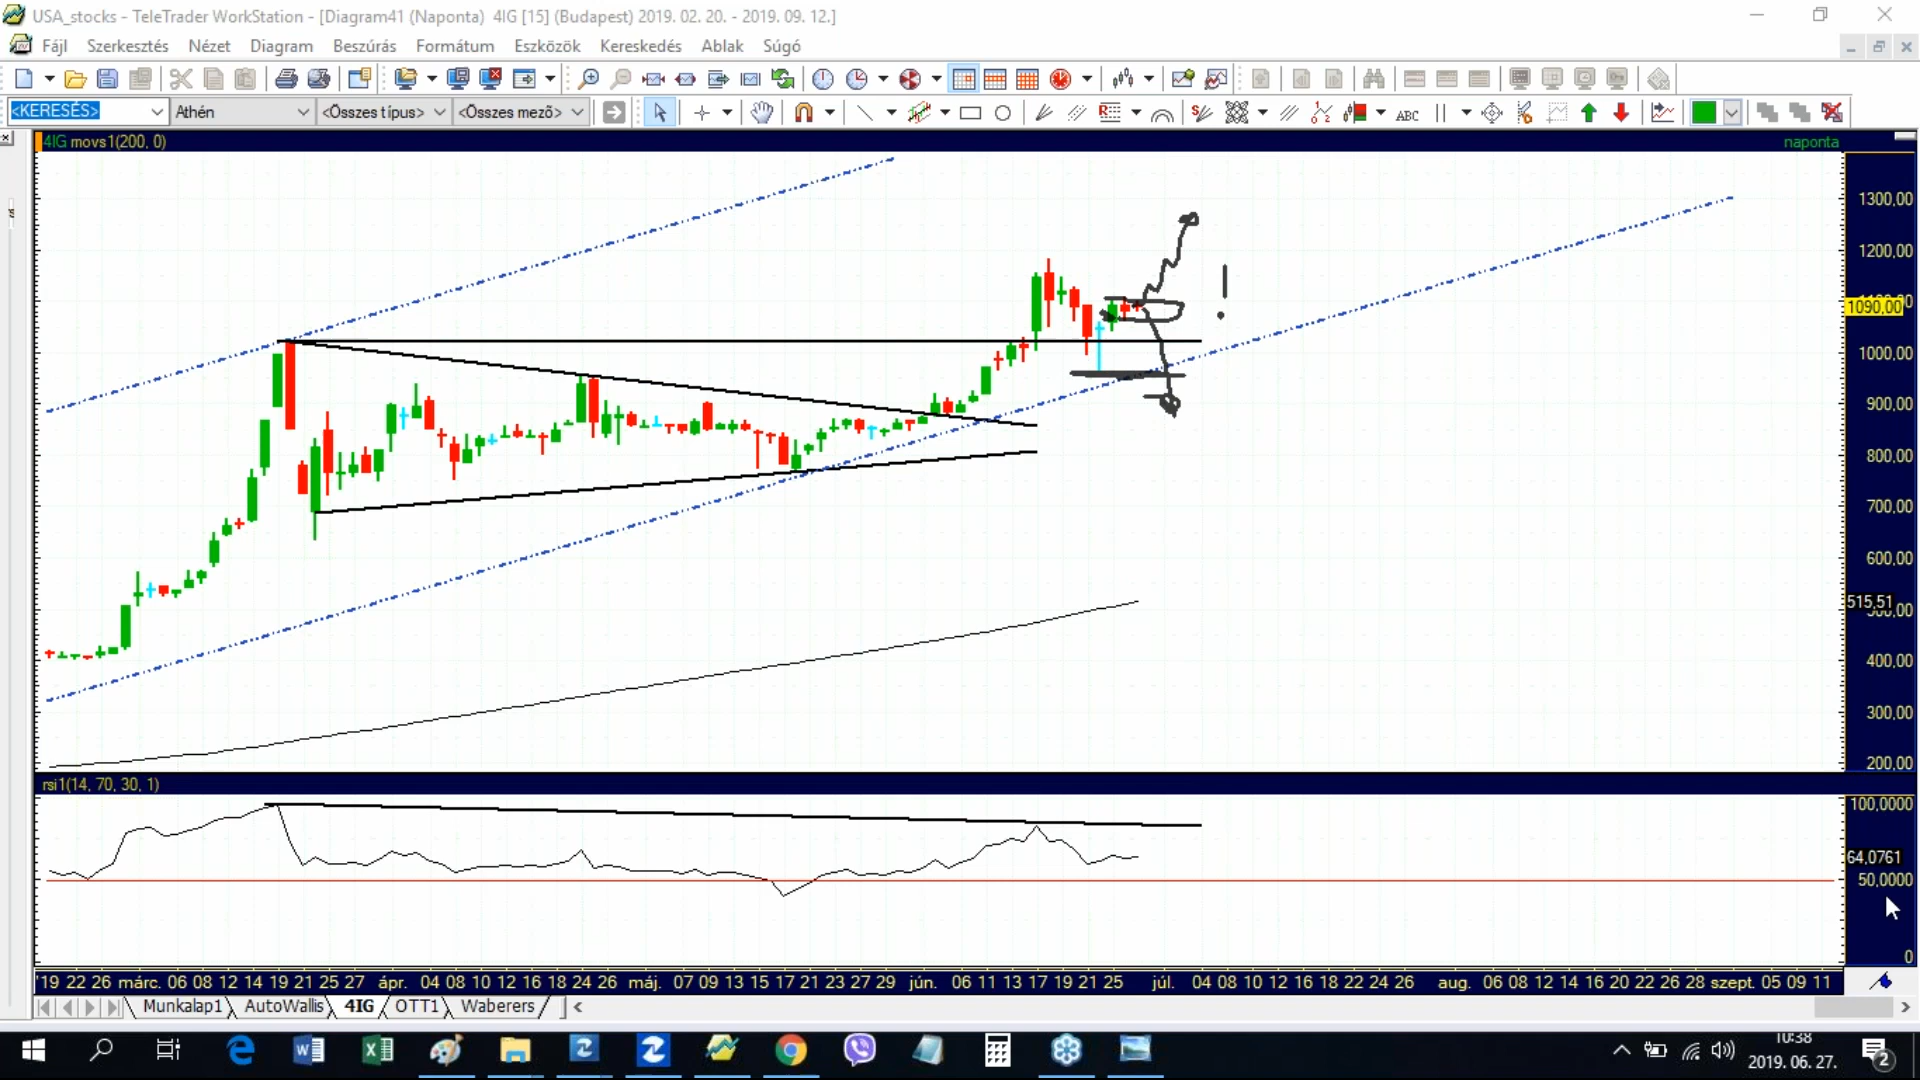 USA_stocks - TeleTrader WorkStation - [Diagram41 (Naponta) 4IG [15] (Budapest) 2019. 02. 20. - 2019. 09. 12.]
Fájl Szerkesztés Nézet Diagram Beszúrás Formátum Eszközök Kereskedés Ablak Súgó
<KERESÉS> Athén <Összes típus> <Összes mező> ABC
4IG movs1(200, 0) naponta
1300,00
1200,00
1090,00
1000,00
900,00
800,00
700,00
600,00
515,51
400,00
300,00
200,00
!
rsi1(14, 70, 30, 1)
100,0000
64,0761
50,0000
0
'19 22 26 márc. 06 08 12 14 19 21 25 27 ápr. 04 08 10 12 16 18 24 26 máj. 07 09 13 15 17 21 23 27 29 jún. 06 11 13 17 19 21 25 júl. 04 08 10 12 16 18 22 24 26 aug. 06 08 12 14 16 20 22 26 28 szept. 05 09 11
Munkalap1 AutoWallis 4IG OTT1 Waberers
10:38
2019. 06. 27.
2